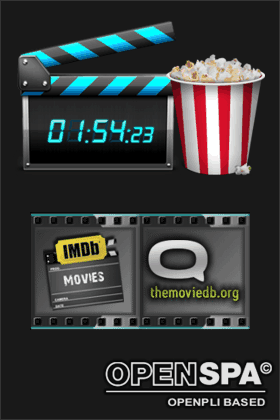 01:54:23
IMDb
MOVIES
themoviedb.org
OPENSPA©
OPENPLI BASED